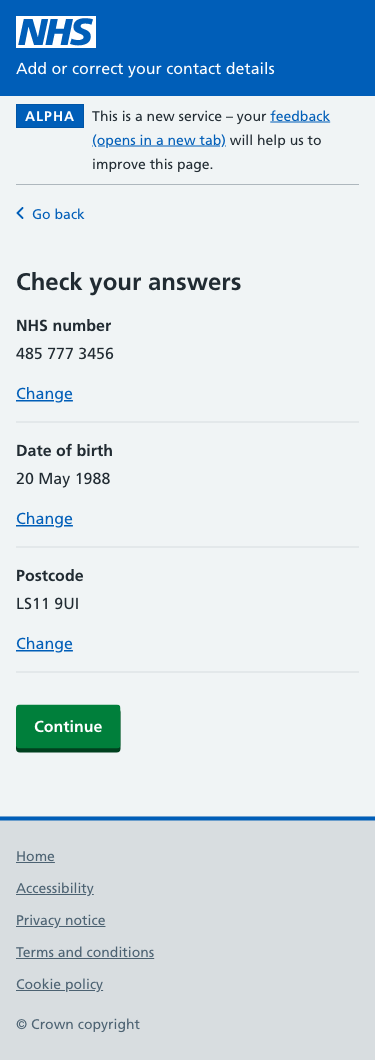 NHS
Add or correct your contact details
ALPHA This is a new service – your feedback
(opens in a new tab) will help us to
improve this page.
Go back
Check your answers
NHS number
485 777 3456
Change
Date of birth
20 May 1988
Change
Postcode
LS11 9UI
Change
Continue
Home
Accessibility
Privacy notice
Terms and conditions
Cookie policy
© Crown copyright